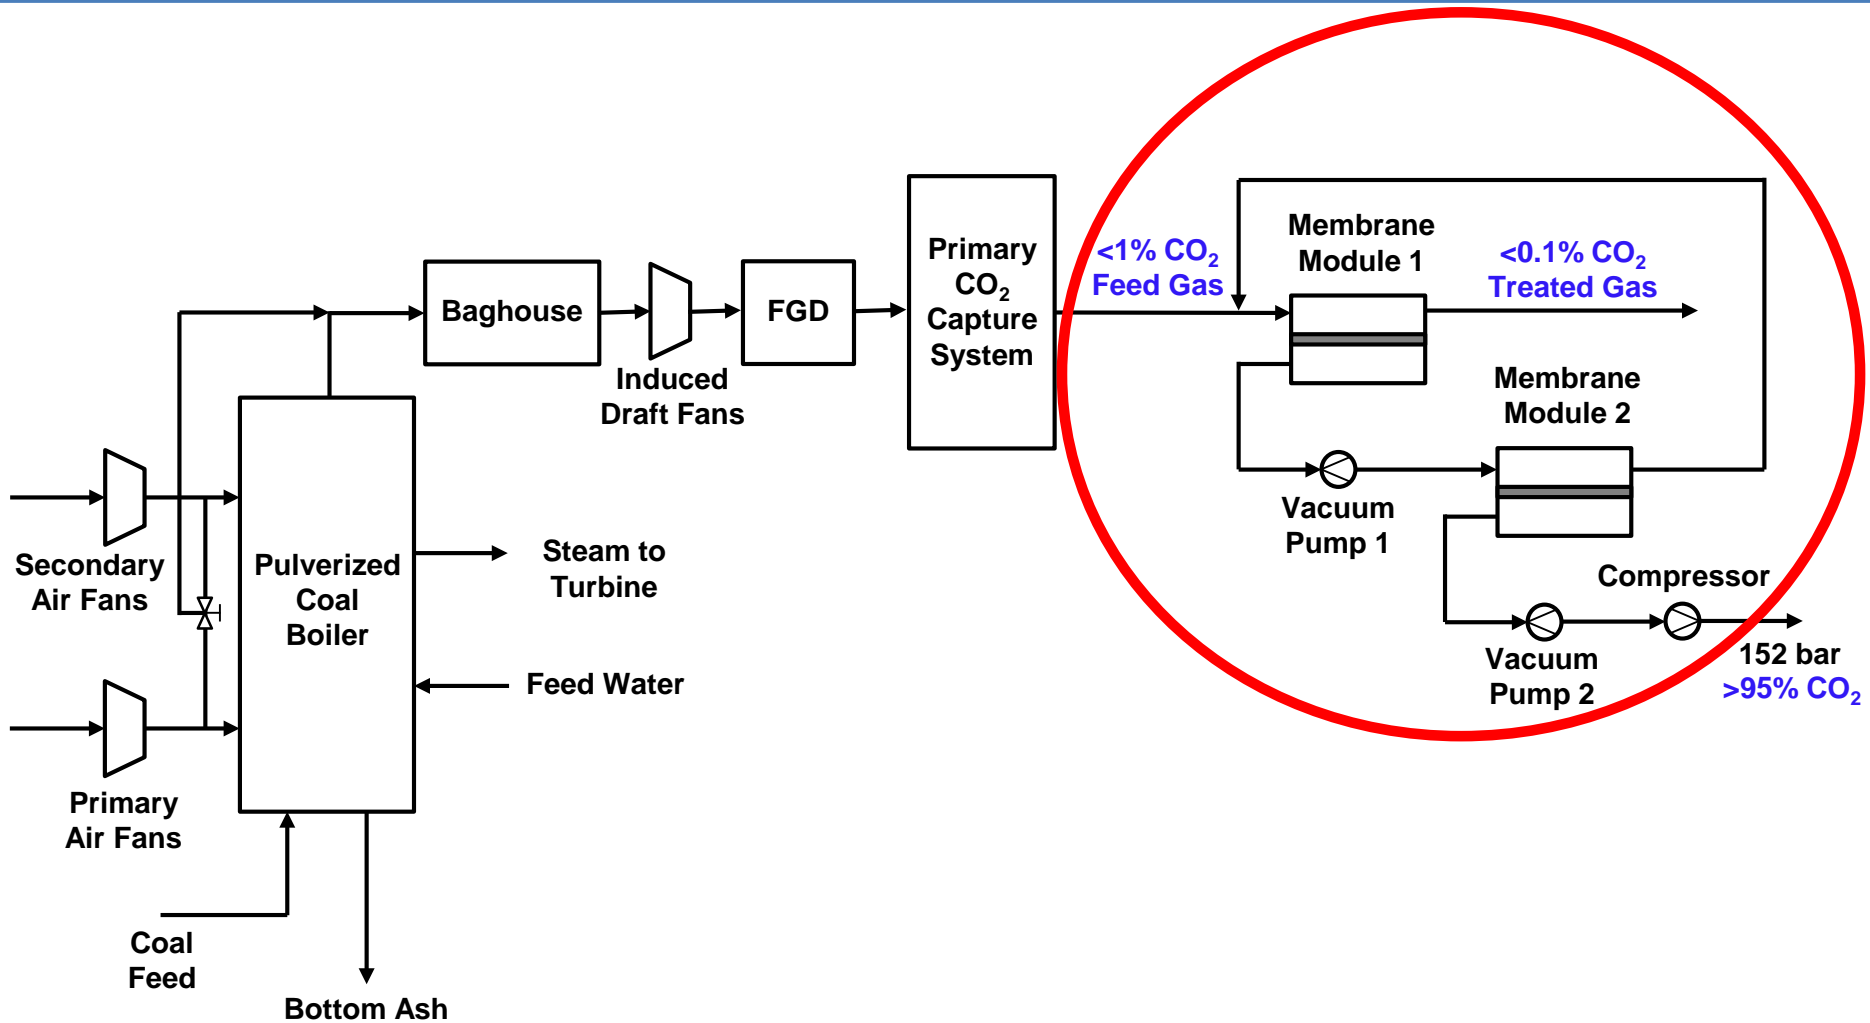 Secondary
Air Fans
Primary
Air Fans
Coal
Feed
Bottom Ash
Pulverized
Coal
Boiler
Steam to
Turbine
Feed Water
Baghouse
Induced
Draft Fans
FGD
Primary
CO₂
Capture
System
<1% CO₂
Feed Gas
Membrane
Module 1
<0.1% CO₂
Treated Gas
Membrane
Module 2
Vacuum
Pump 1
Compressor
Vacuum
Pump 2
152 bar
>95% CO₂